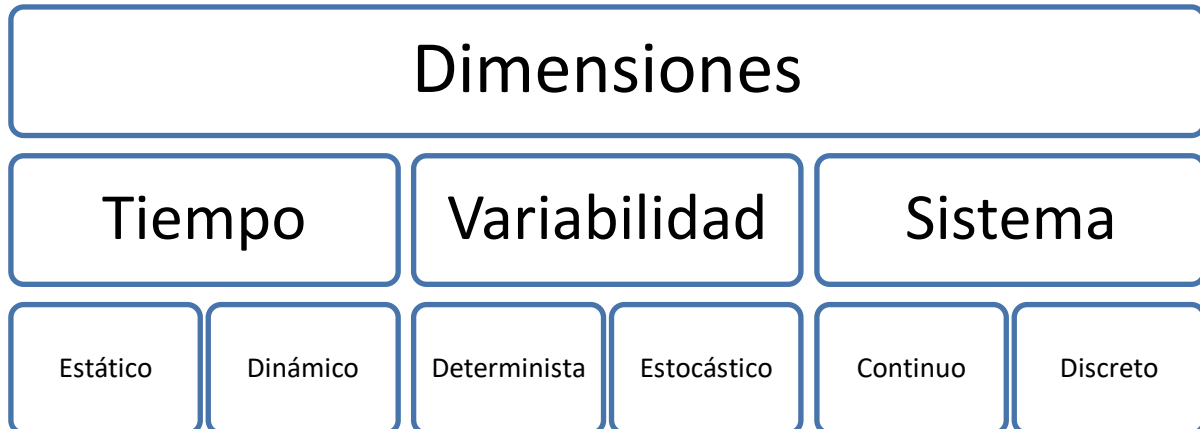 Dimensiones
Tiempo Variabilidad Sistema
Estático Dinámico Determinista Estocástico Continuo Discreto